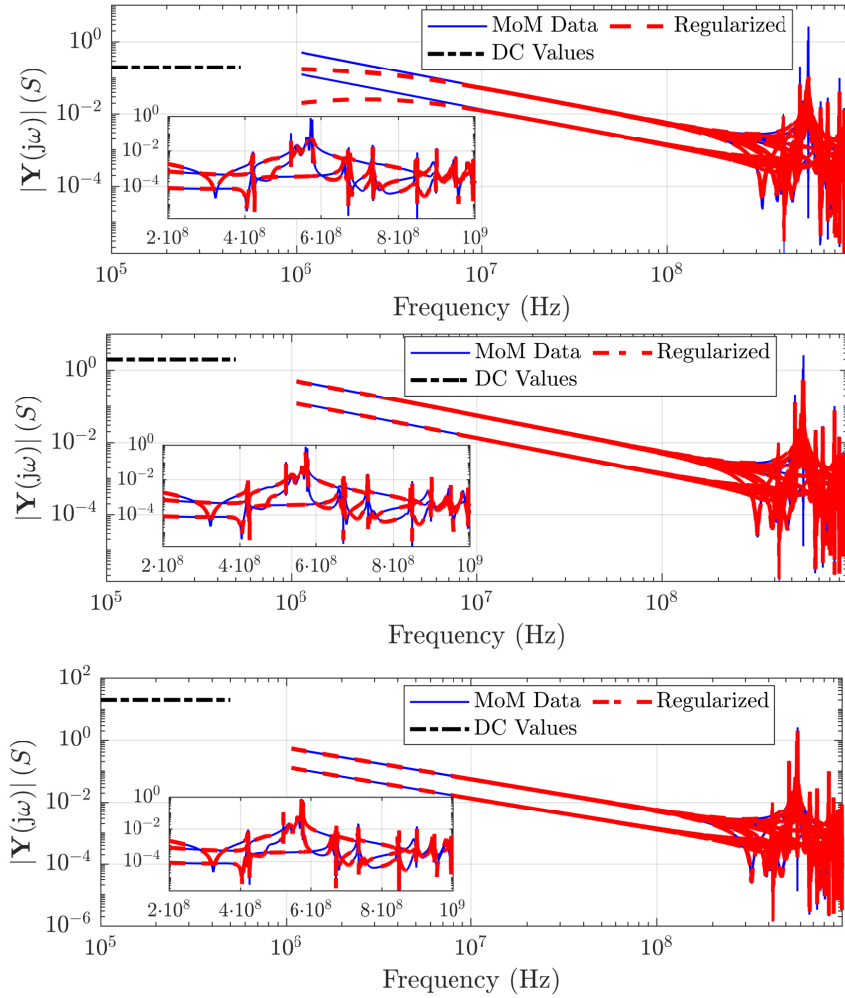 MoM Data
Regularized
DC Values
|Y(jω)| (S)
10^0
10^-2
10^-4
10^0
10^-2
10^-4
2·10^8 4·10^8 6·10^8 8·10^8 10^9
10^5 10^6 10^7 10^8
Frequency (Hz)
MoM Data
Regularized
DC Values
|Y(jω)| (S)
10^0
10^-2
10^-4
10^0
10^-2
10^-4
2·10^8 4·10^8 6·10^8 8·10^8 10^9
10^5 10^6 10^7 10^8
Frequency (Hz)
MoM Data
Regularized
DC Values
|Y(jω)| (S)
10^2
10^0
10^-2
10^-4
10^-6
10^0
10^-2
10^-4
2·10^8 4·10^8 6·10^8 8·10^8 10^9
10^5 10^6 10^7 10^8
Frequency (Hz)